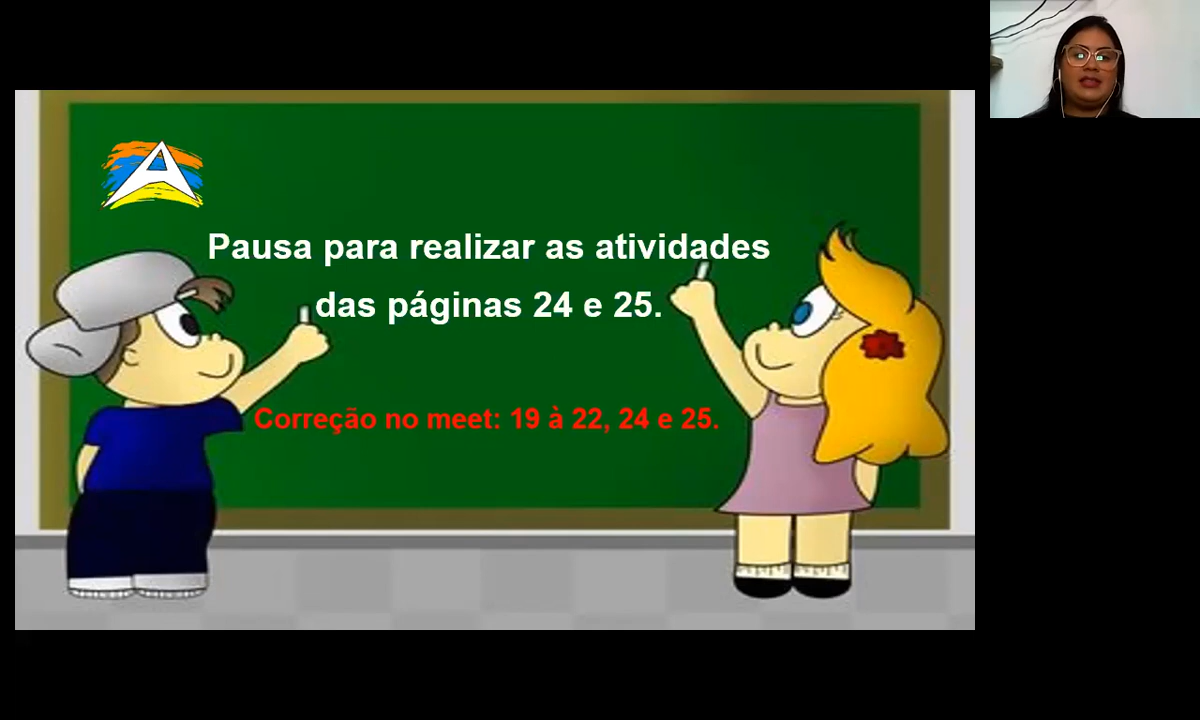 Pausa para realizar as atividades
das páginas 24 e 25.
Correção no meet: 19 à 22, 24 e 25.